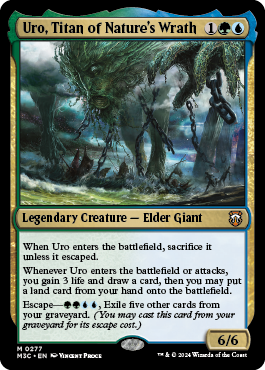 Uro, Titan of Nature's Wrath 1
Legendary Creature — Elder Giant
When Uro enters the battlefield, sacrifice it
unless it escaped.
Whenever Uro enters the battlefield or attacks,
you gain 3 life and draw a card, then you may put
a land card from your hand onto the battlefield.
Escape—, Exile five other cards
from your graveyard. (You may cast this card from
your graveyard for its escape cost.)
6/6
M 0277
M3C • EN Vincent Proce
™ & © 2024 Wizards of the Coast